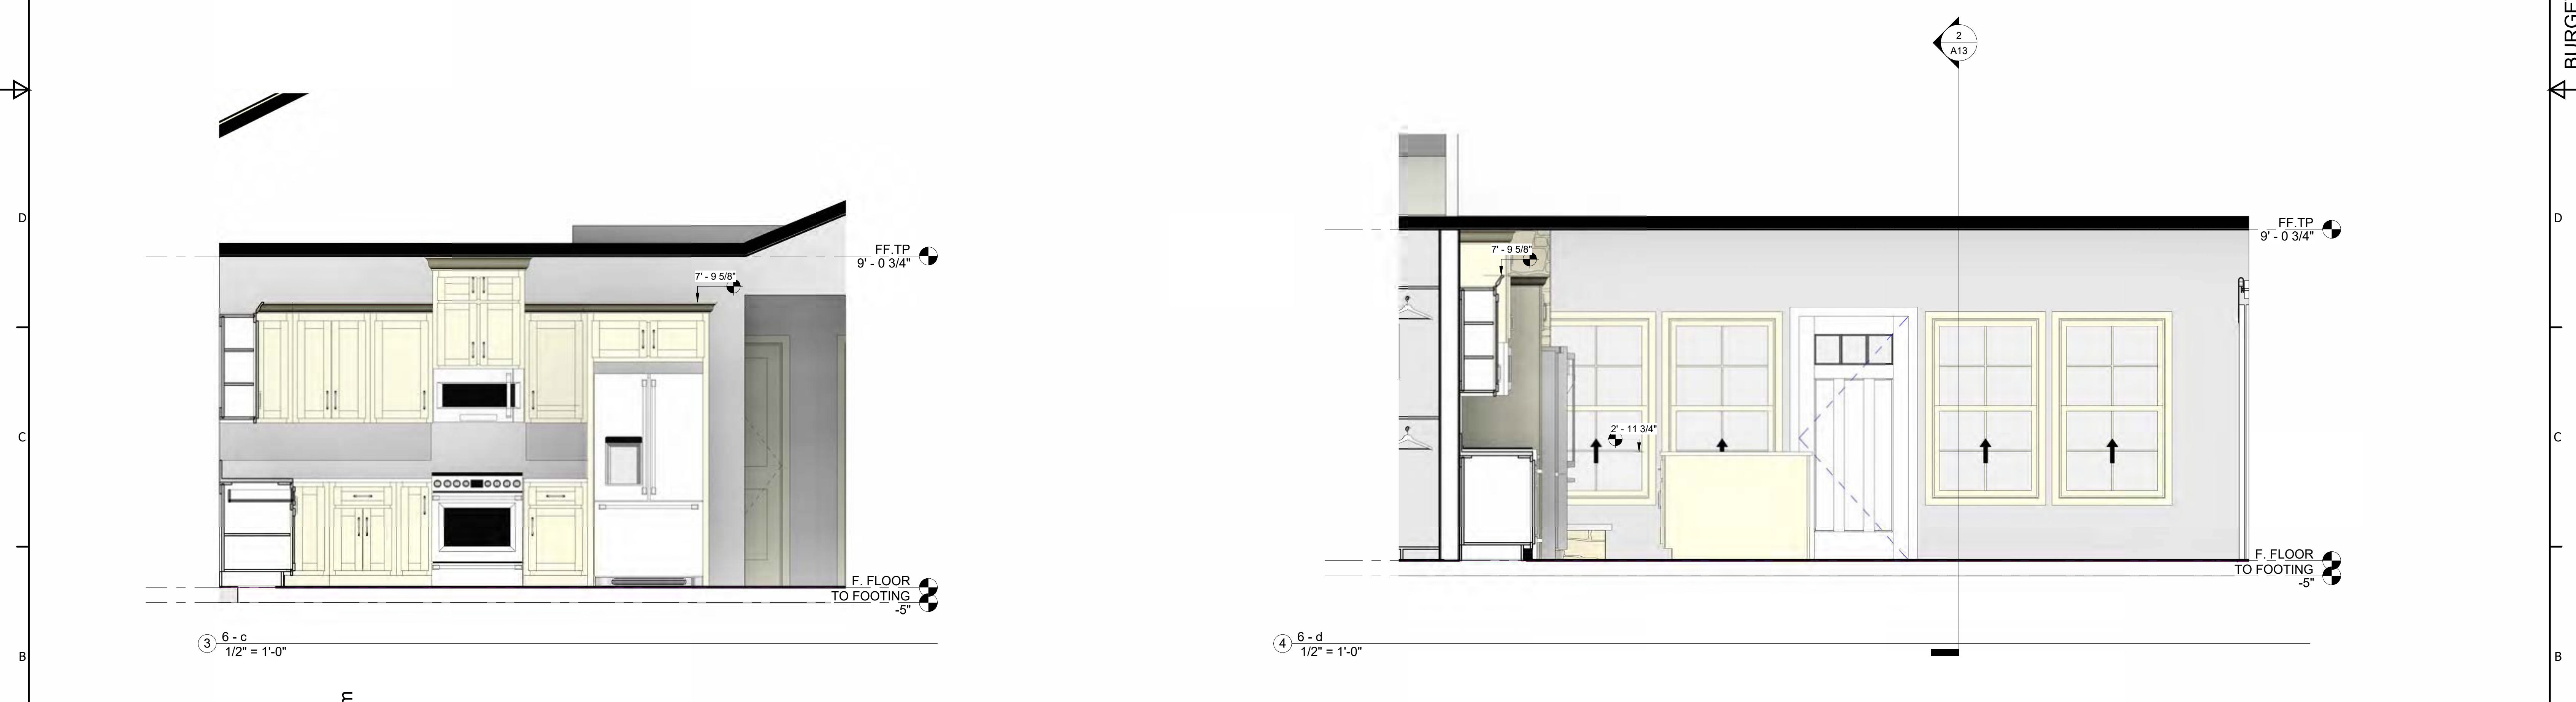 2
A13
BURGE
D
D
FF.TP
9' - 0 3/4"
7' - 9 5/8"
FF.TP
9' - 0 3/4"
7' - 9 5/8"
C
C
2' - 11 3/4"
F. FLOOR
TO FOOTING
-5"
F. FLOOR
TO FOOTING
-5"
3
6 - c
1/2" = 1'-0"
4
6 - d
1/2" = 1'-0"
B
B